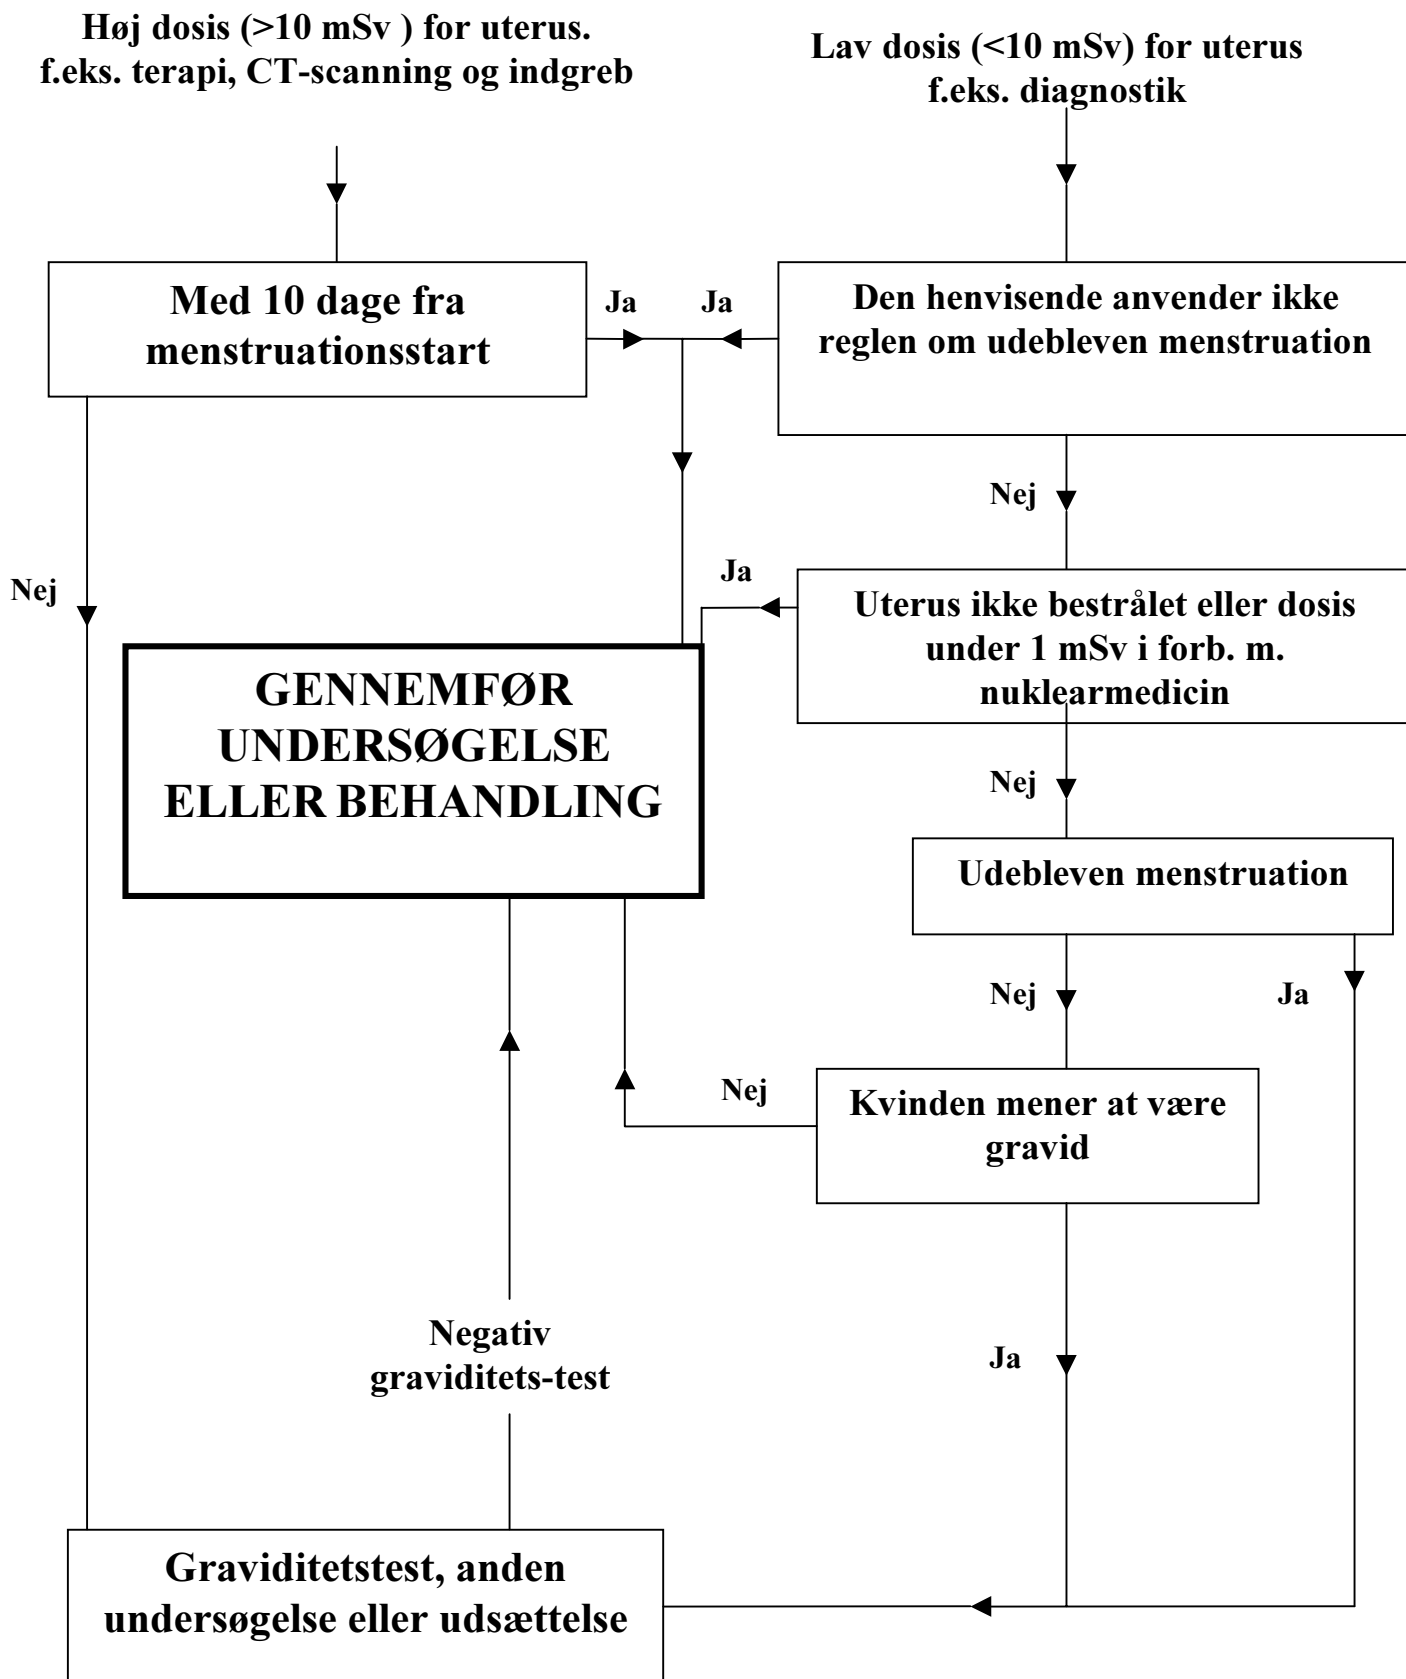 Høj dosis (>10 mSv ) for uterus.
f.eks. terapi, CT-scanning og indgreb
Lav dosis (<10 mSv) for uterus
f.eks. diagnostik
Med 10 dage fra
menstruationsstart
Ja
Ja
Den henvisende anvender ikke
reglen om udebleven menstruation
Nej
Nej
Ja
Uterus ikke bestrålet eller dosis
under 1 mSv i forb. m.
nuklearmedicin
GENNEMFØR
UNDERSØGELSE
ELLER BEHANDLING
Nej
Udebleven menstruation
Nej
Ja
Nej
Kvinden mener at være
gravid
Negativ
graviditets-test
Ja
Graviditetstest, anden
undersøgelse eller udsættelse